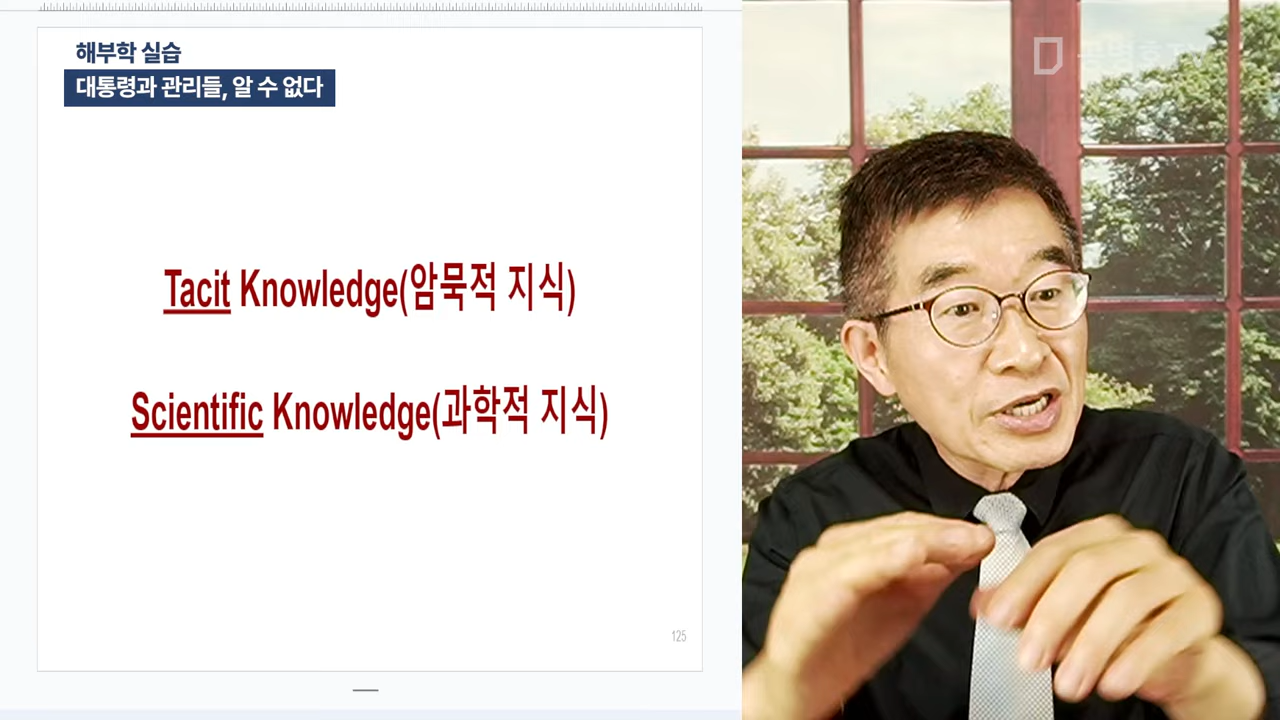 해부학 실습
대통령과 관리들, 알 수 없다
Tacit Knowledge(암묵적 지식)
Scientific Knowledge(과학적 지식)
125